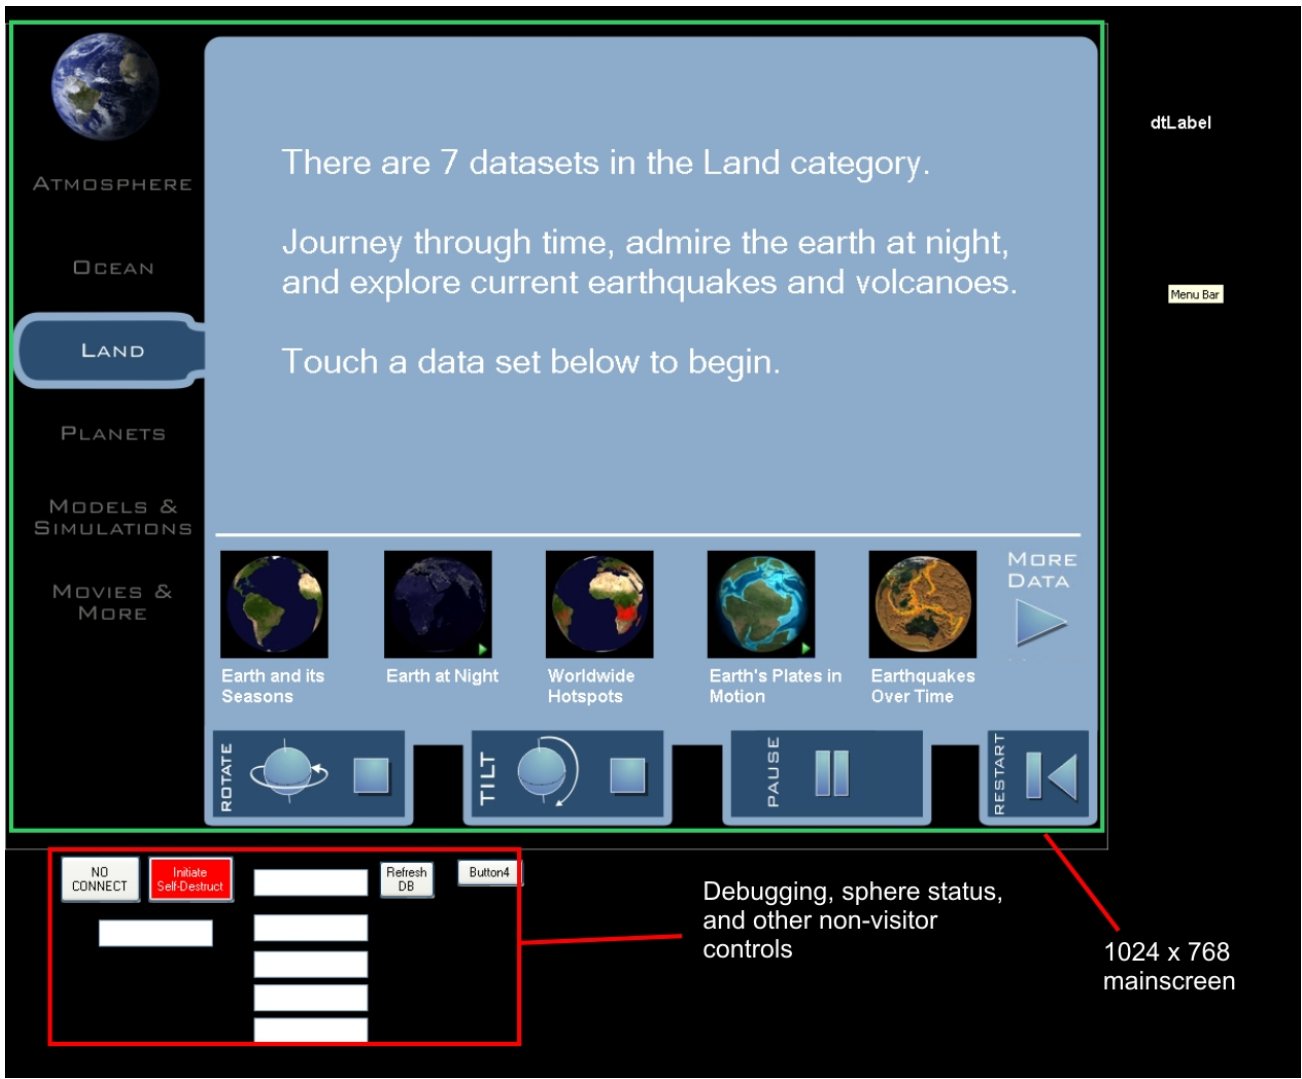 ATMOSPHERE
OCEAN
LAND
PLANETS
MODELS &
SIMULATIONS
MOVIES &
MORE
There are 7 datasets in the Land category.
Journey through time, admire the earth at night,
and explore current earthquakes and volcanoes.
Touch a data set below to begin.
MORE
DATA
Earth and its
Seasons
Earth at Night
Worldwide
Hotspots
Earth's Plates in
Motion
Earthquakes
Over Time
ROTATE
TILT
PAUSE
RESTART
dtLabel
Menu Bar
NO
CONNECT
Initiate
Self-Destruct
Refresh
DB
Button4
Debugging, sphere status,
and other non-visitor
controls
1024 x 768
mainscreen